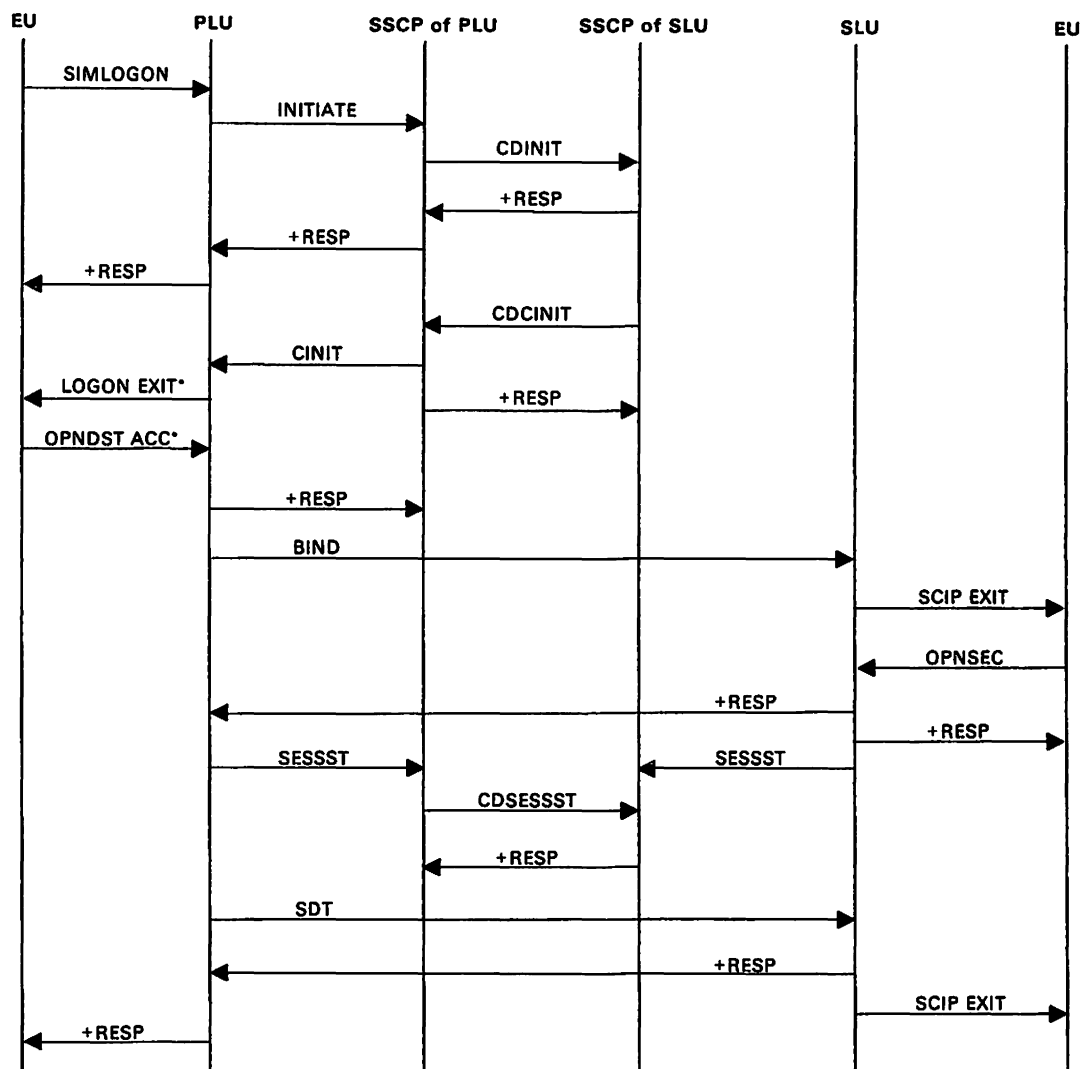 EU PLU SSCP of PLU SSCP of SLU SLU EU
SIMLOGON
INITIATE
CDINIT
+RESP
+RESP
+RESP
CDCINIT
CINIT
LOGON EXIT*
+RESP
OPNDST ACC*
+RESP
BIND
SCIP EXIT
OPNSEC
+RESP
+RESP
SESSST SESSST
CDSESSST
+RESP
SDT
+RESP
SCIP EXIT
+RESP